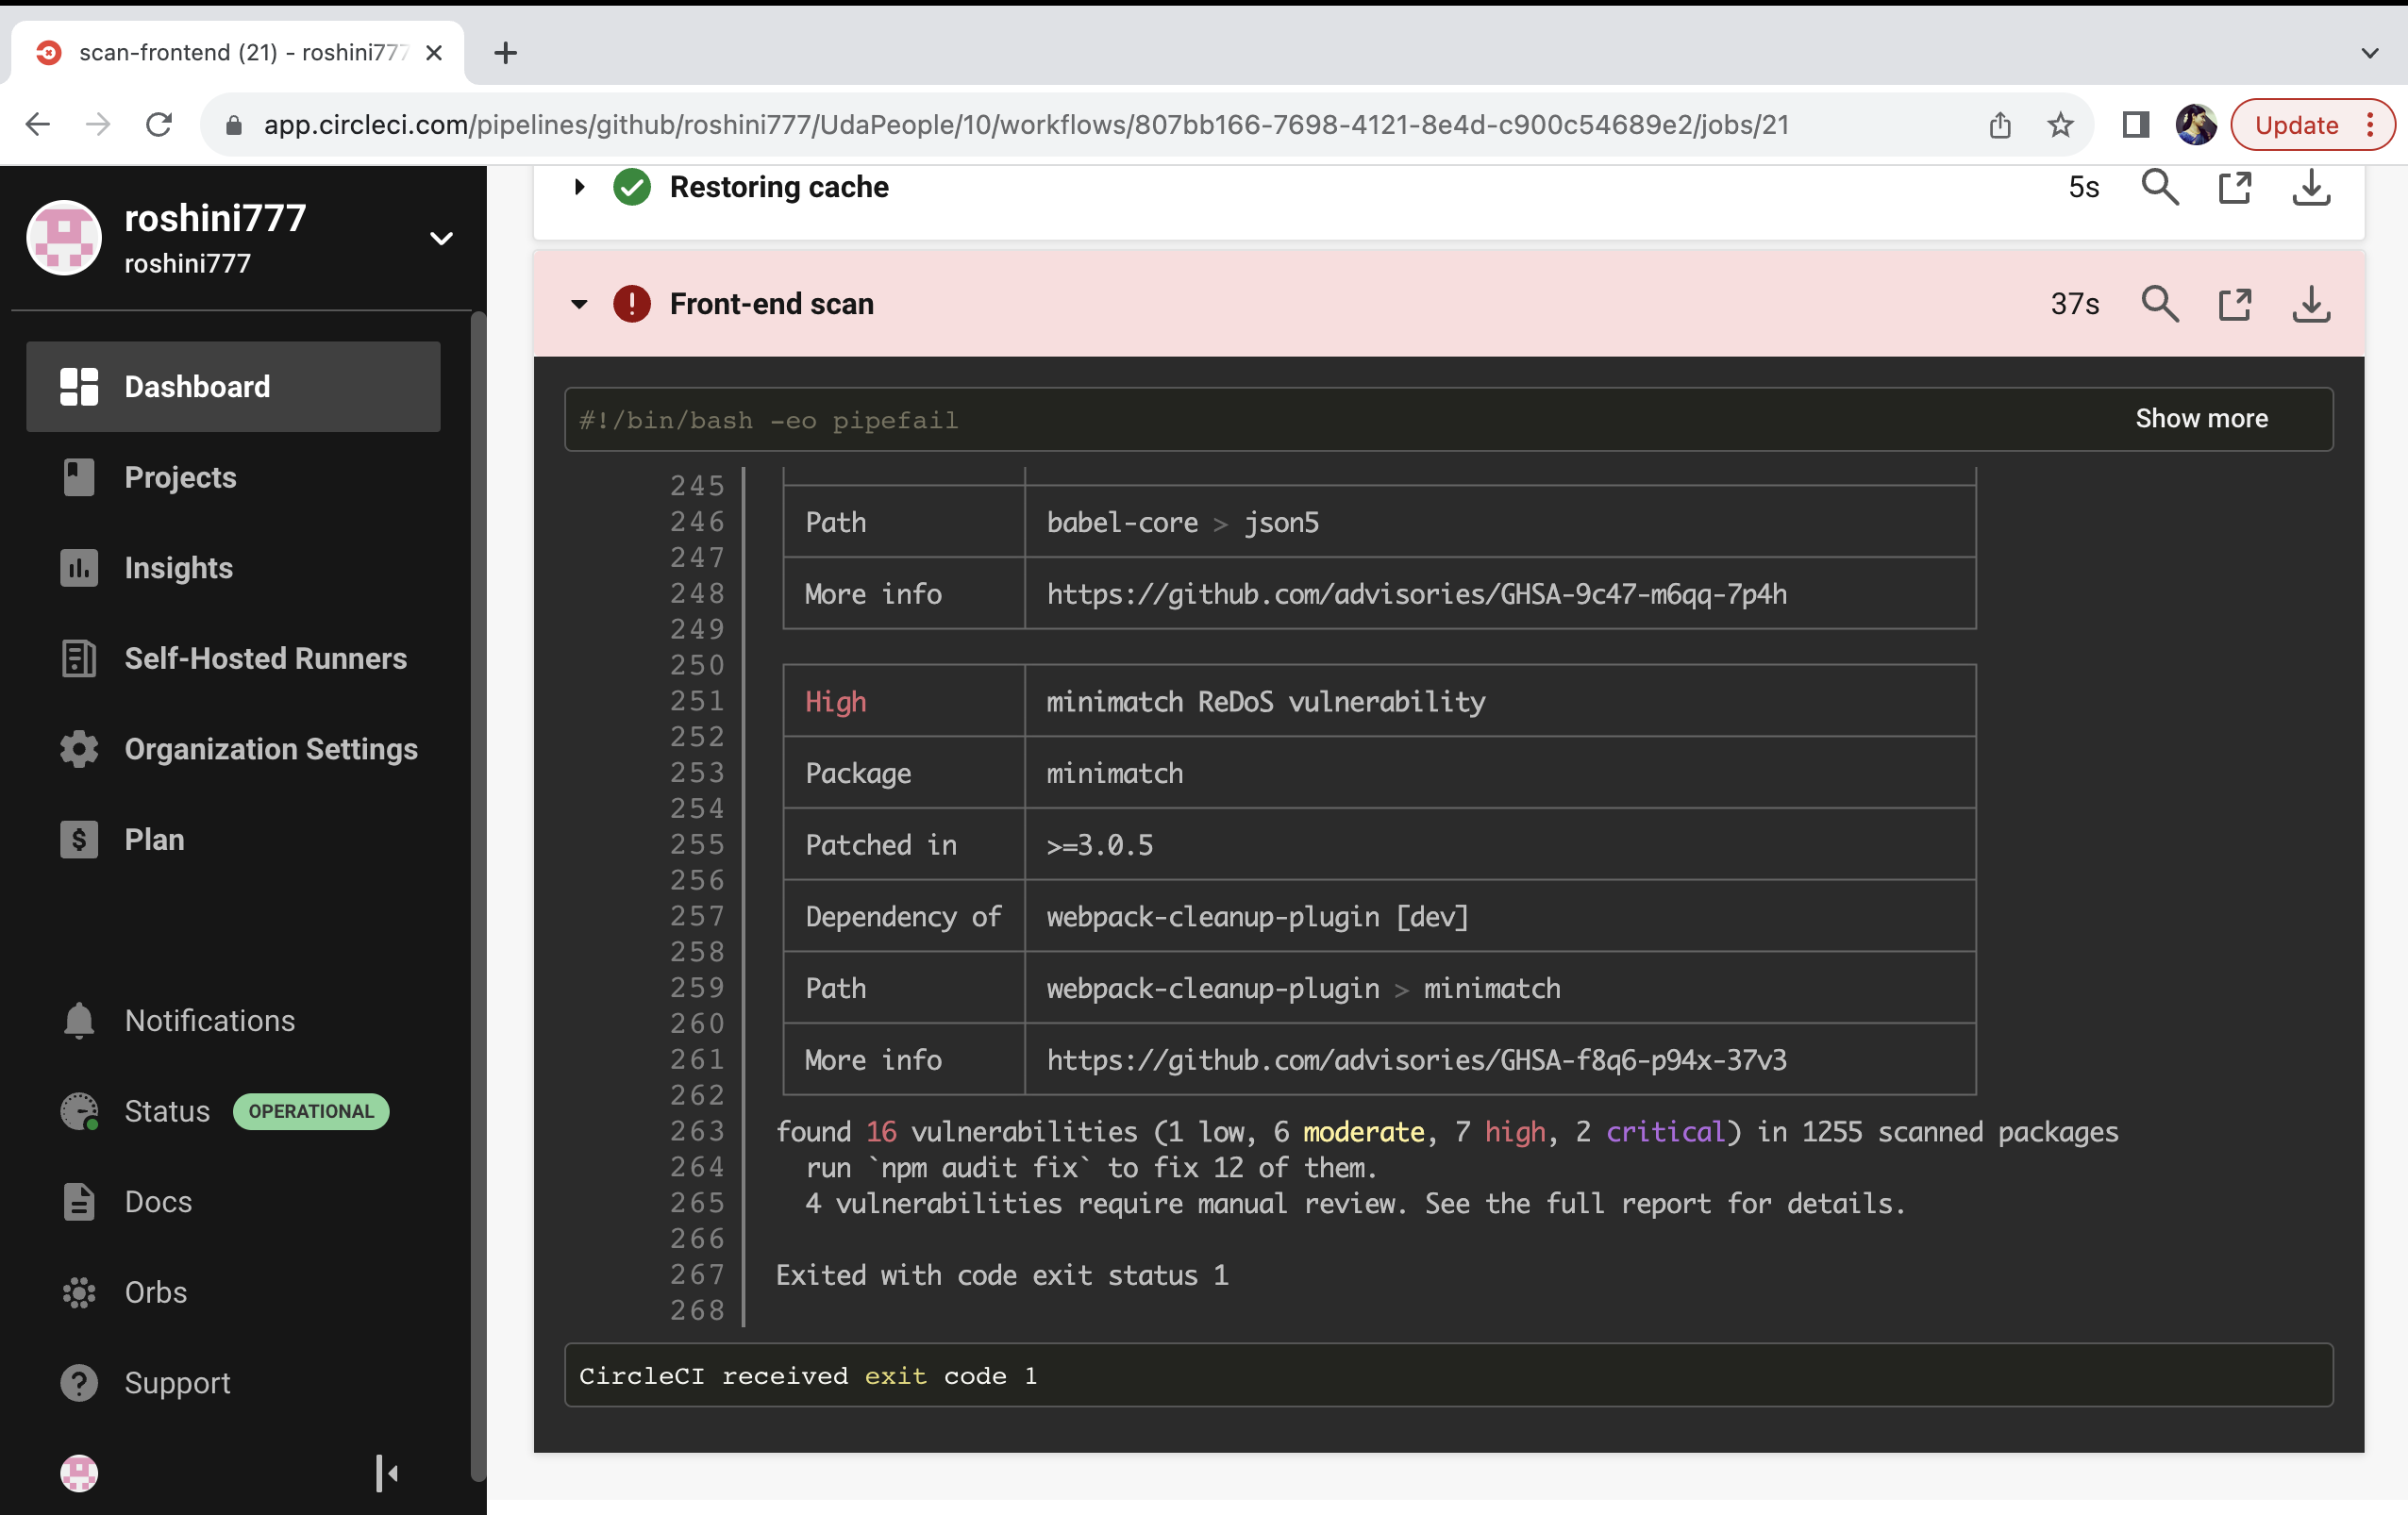 scan-frontend (21) - roshini777
app.circleci.com/pipelines/github/roshini777/UdaPeople/10/workflows/807bb166-7698-4121-8e4d-c900c54689e2/jobs/21
Update
roshini777
roshini777
Dashboard
Projects
Insights
Self-Hosted Runners
Organization Settings
Plan
Notifications
Status OPERATIONAL
Docs
Orbs
Support
Restoring cache 5s
Front-end scan 37s
#!/bin/bash -eo pipefail Show more
245
246 Path babel-core > json5
247
248 More info https://github.com/advisories/GHSA-9c47-m6qq-7p4h
249
250
251 High minimatch ReDoS vulnerability
252
253 Package minimatch
254
255 Patched in >=3.0.5
256
257 Dependency of webpack-cleanup-plugin [dev]
258
259 Path webpack-cleanup-plugin > minimatch
260
261 More info https://github.com/advisories/GHSA-f8q6-p94x-37v3
262
263 found 16 vulnerabilities (1 low, 6 moderate, 7 high, 2 critical) in 1255 scanned packages
264 run `npm audit fix` to fix 12 of them.
265 4 vulnerabilities require manual review. See the full report for details.
266
267 Exited with code exit status 1
268
CircleCI received exit code 1